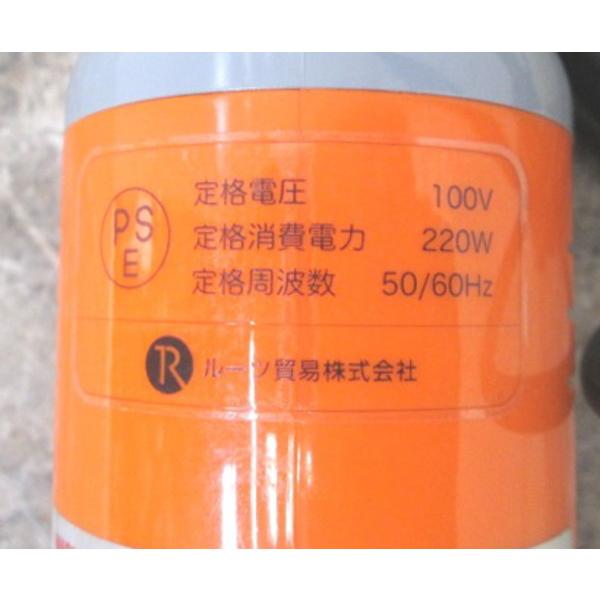 PS
E
定格電圧 100V
定格消費電力 220W
定格周波数 50/60Hz
R ルーツ貿易株式会社